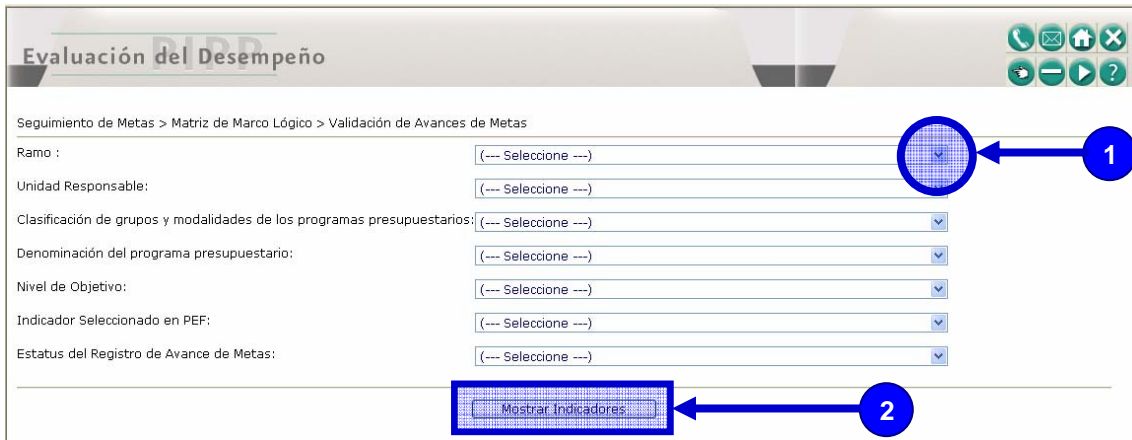 PIPP
Evaluación del Desempeño
Seguimiento de Metas > Matriz de Marco Lógico > Validación de Avances de Metas
Ramo : (--- Seleccione ---)
1
Unidad Responsable: (--- Seleccione ---)
Clasificación de grupos y modalidades de los programas presupuestarios: (--- Seleccione ---)
Denominación del programa presupuestario: (--- Seleccione ---)
Nivel de Objetivo: (--- Seleccione ---)
Indicador Seleccionado en PEF: (--- Seleccione ---)
Estatus del Registro de Avance de Metas: (--- Seleccione ---)
Mostrar Indicadores
2